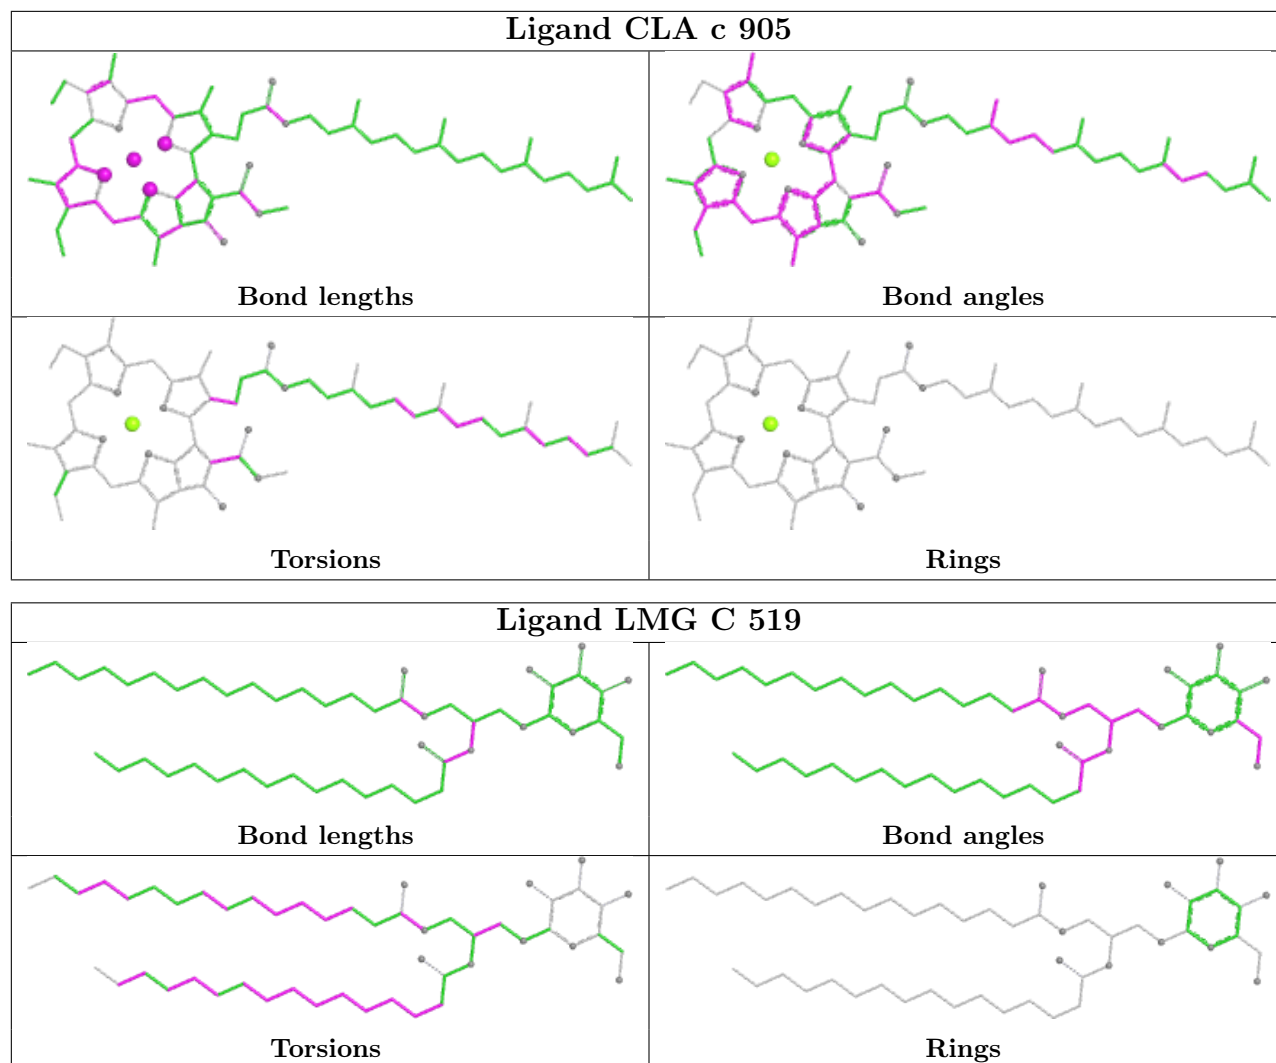 Ligand CLA c 905
Bond lengths
Bond angles
Torsions
Rings
Ligand LMG C 519
Bond lengths
Bond angles
Torsions
Rings